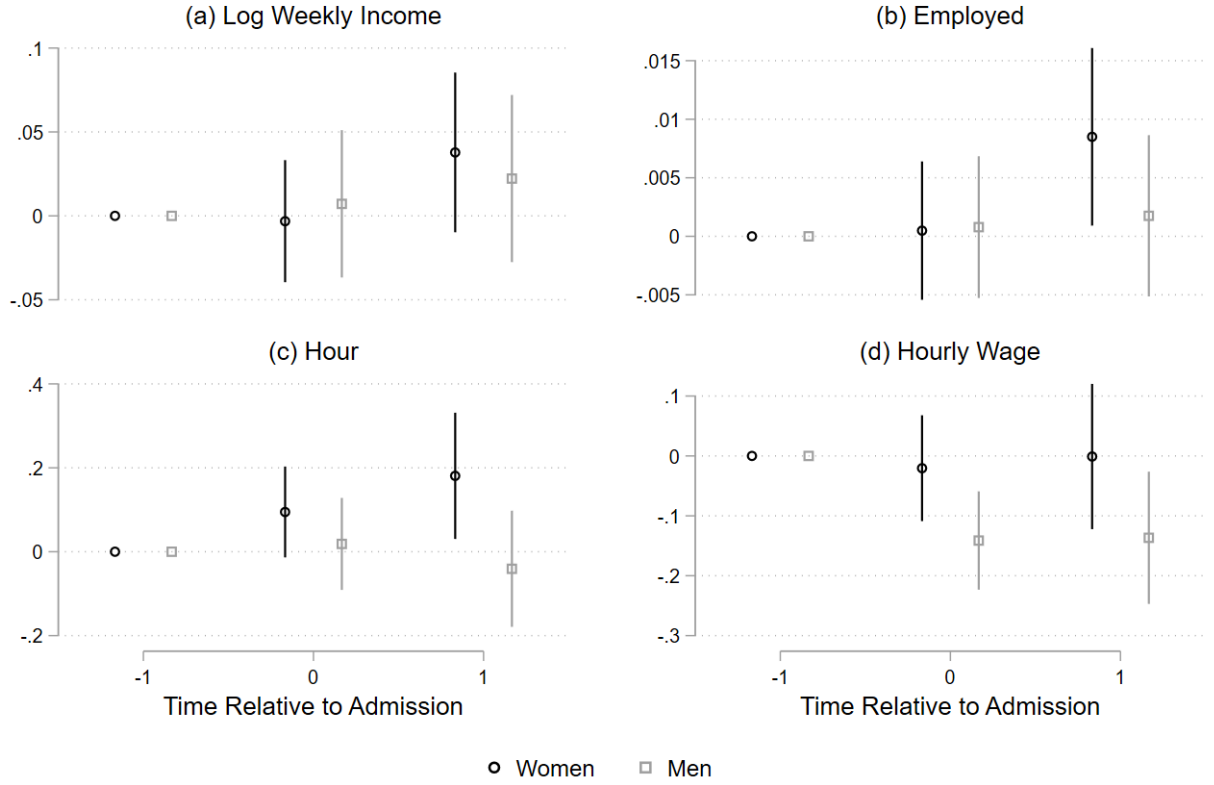 (a) Log Weekly Income
.1
.05
0
-.05
(b) Employed
.015
.01
.005
0
-.005
(c) Hour
.4
.2
0
-.2
-1 0 1
Time Relative to Admission
(d) Hourly Wage
.1
0
-.1
-.2
-.3
-1 0 1
Time Relative to Admission
Women Men